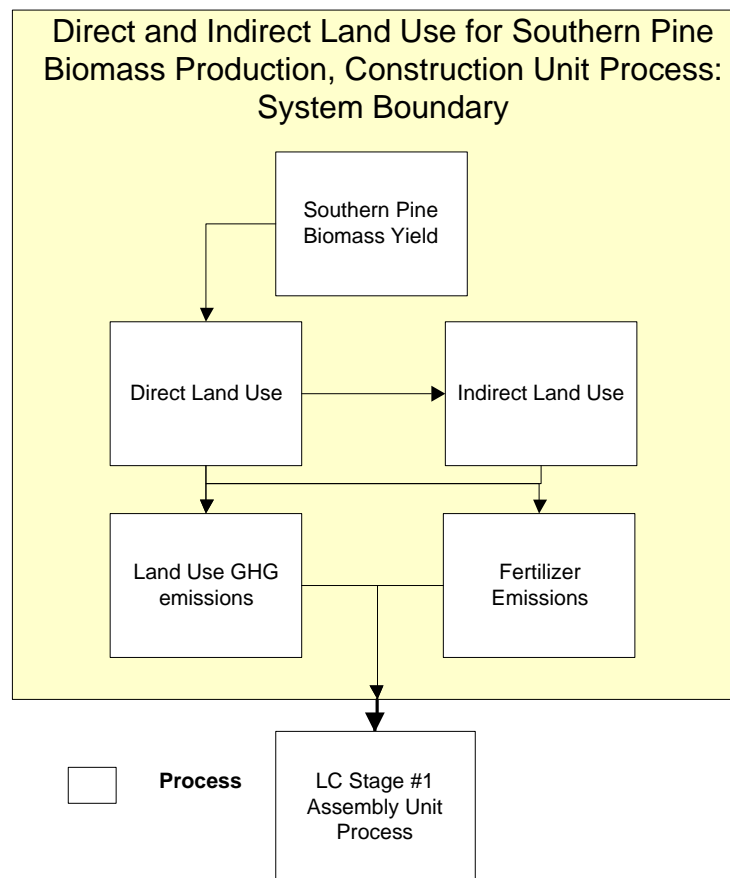 Direct and Indirect Land Use for Southern Pine
Biomass Production, Construction Unit Process:
System Boundary
Southern Pine
Biomass Yield
Direct Land Use
Indirect Land Use
Land Use GHG
emissions
Fertilizer
Emissions
Process
LC Stage #1
Assembly Unit
Process